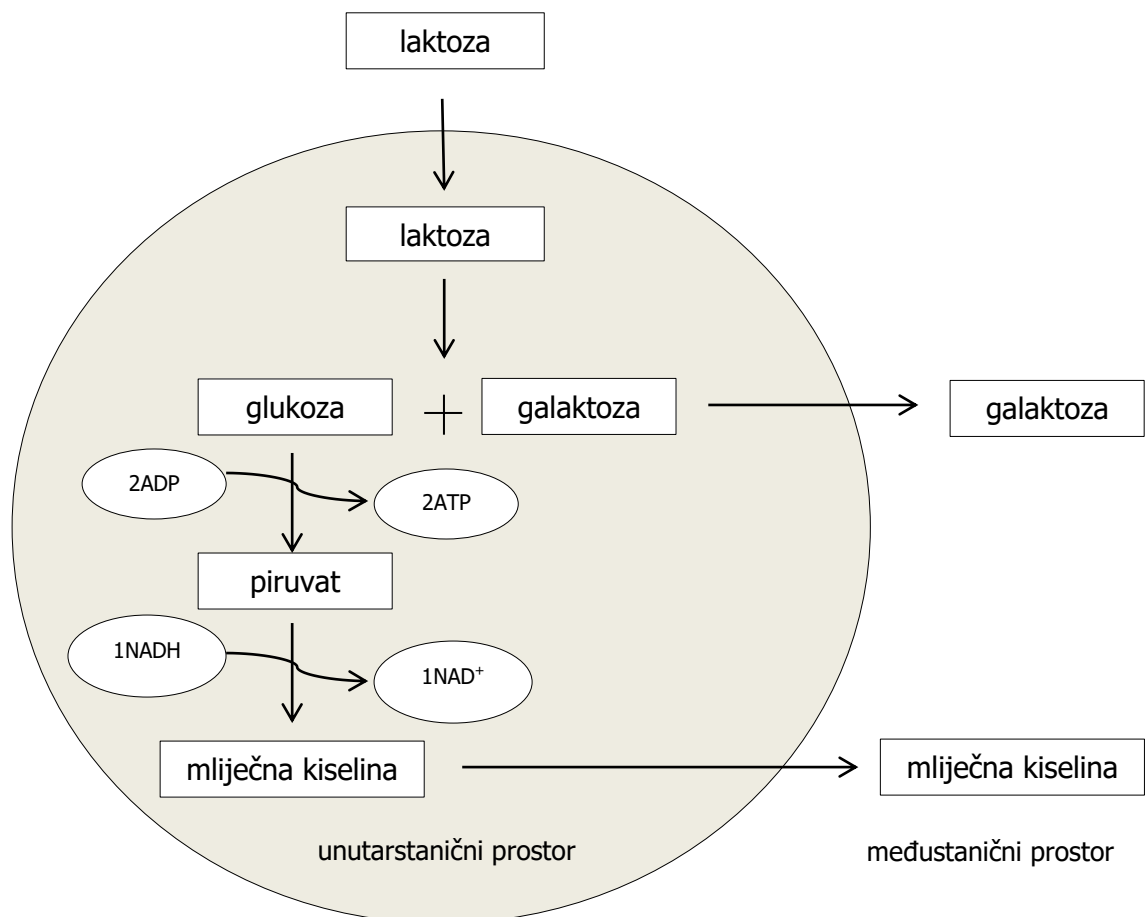 laktoza
laktoza
glukoza
galaktoza
galaktoza
2ADP
2ATP
piruvat
1NADH
1NAD⁺
mliječna kiselina
mliječna kiselina
unutarstanični prostor
međustanični prostor